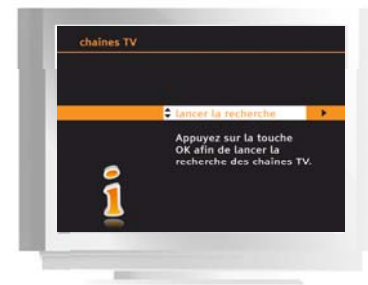 chaînes TV
lancer la recherche
Appuyez sur la touche
OK afin de lancer la
recherche des chaînes TV.